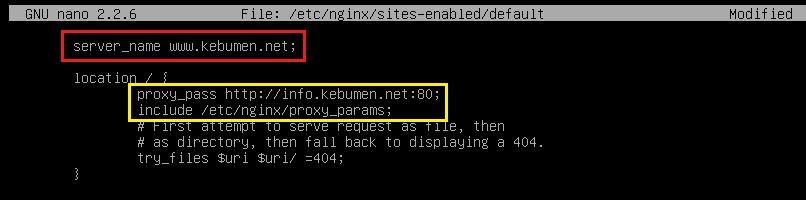 GNU nano 2.2.6 File: /etc/nginx/sites-enabled/default Modified
server_name www.kebumen.net;
location / {
proxy_pass http://info.kebumen.net:80;
include /etc/nginx/proxy_params;
# First attempt to serve request as file, then
# as directory, then fall back to displaying a 404.
try_files $uri $uri/ =404;
}